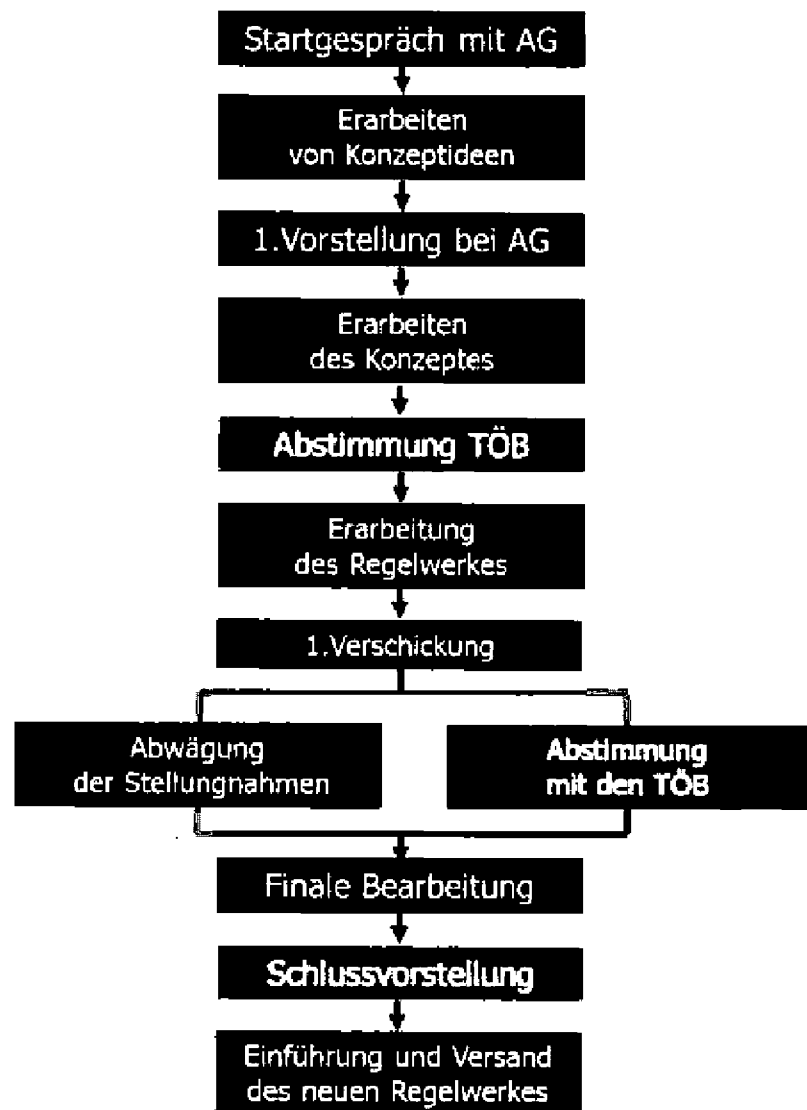 Startgespräch mit AG
Erarbeiten
von Konzeptideen
1.Vorstellung bei AG
Erarbeiten
des Konzeptes
Abstimmung TÖB
Erarbeitung
des Regelwerkes
1.Verschickung
Abwägung
der Stellungnahmen
Abstimmung
mit den TÖB
Finale Bearbeitung
Schlussvorstellung
Einführung und Versand
des neuen Regelwerkes